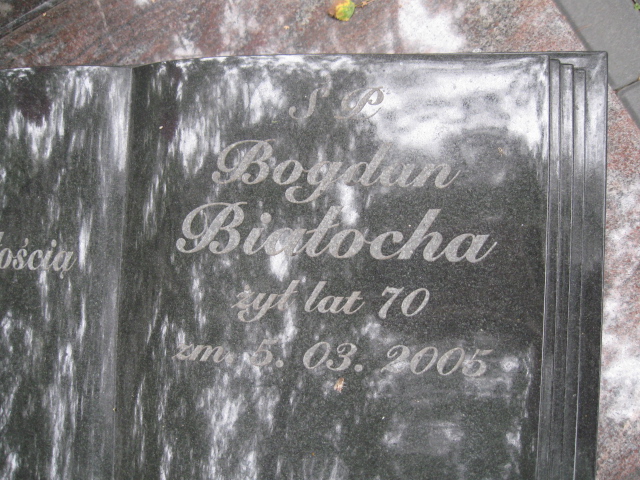 Ś P
Bogdan
Białocha
żył lat 70
zm. 5. 03. 2005